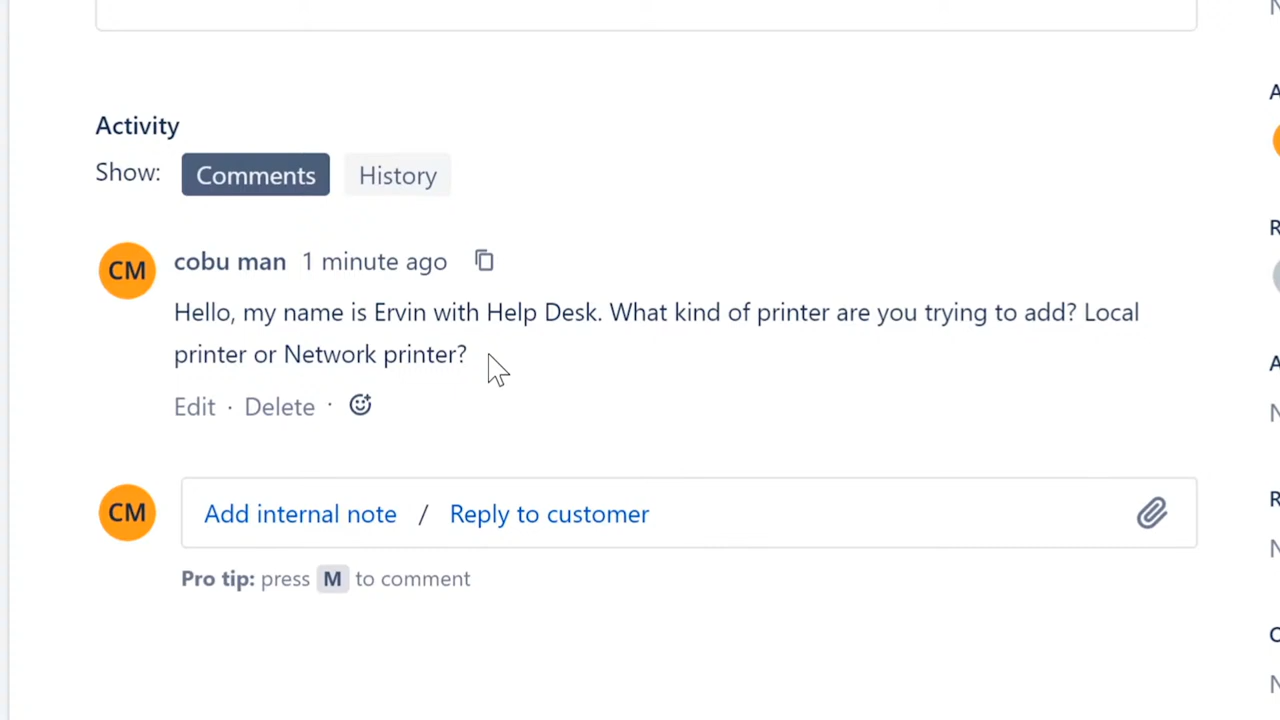 Activity
Show: Comments History
CM cobu man 1 minute ago
Hello, my name is Ervin with Help Desk. What kind of printer are you trying to add? Local
printer or Network printer?
Edit · Delete ·
CM Add internal note / Reply to customer
Pro tip: press M to comment